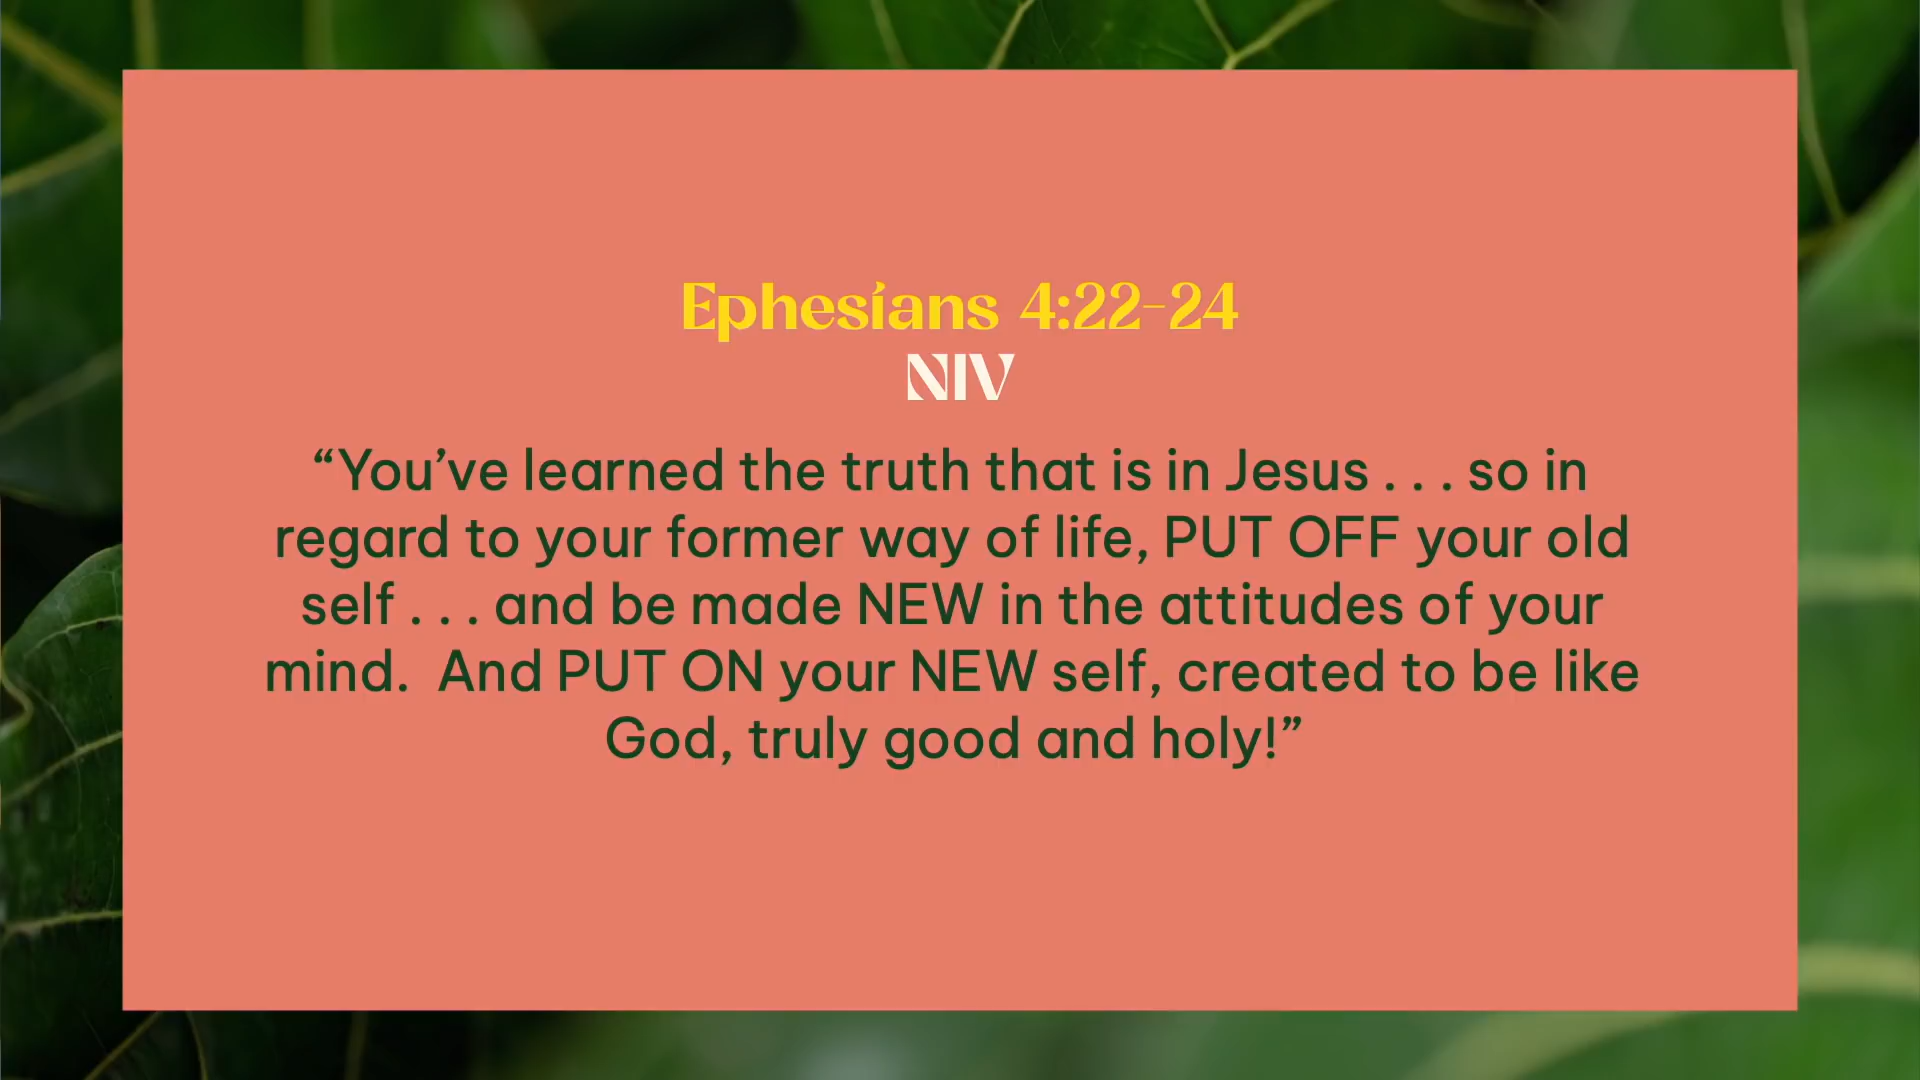 Ephesians 4:22-24
NIV
“You’ve learned the truth that is in Jesus . . . so in
regard to your former way of life, PUT OFF your old
self . . . and be made NEW in the attitudes of your
mind.  And PUT ON your NEW self, created to be like
God, truly good and holy!”